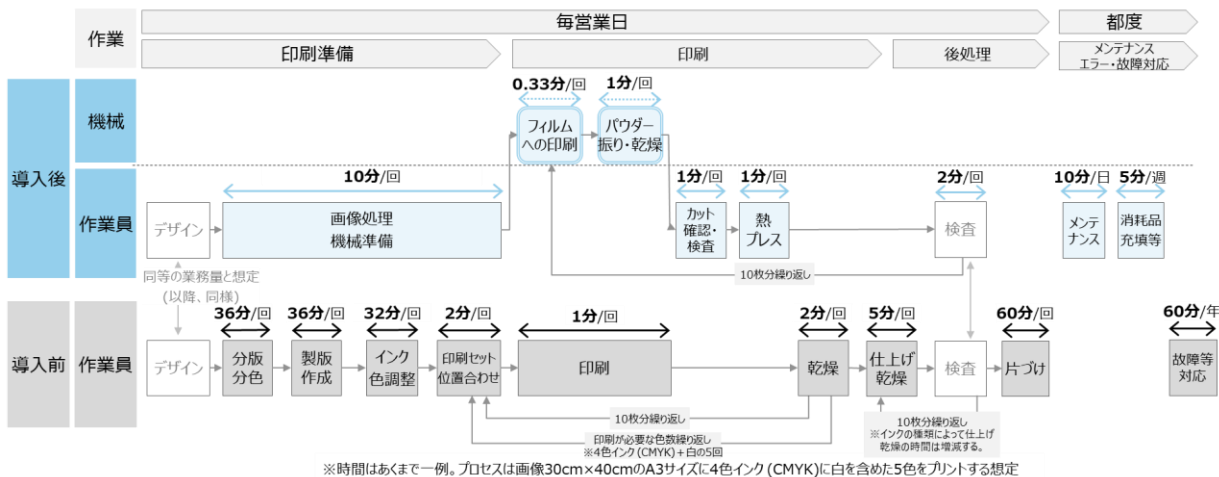 作業
毎営業日
都度
印刷準備
印刷
後処理
メンテナンス
エラー・故障対応
導入後
機械
0.33分/回
1分/回
フィルム
への印刷
パウダー
振り・乾燥
作業員
10分/回
1分/回
1分/回
2分/回
10分/日
5分/週
デザイン
画像処理
機械準備
カット
確認・
検査
熱
プレス
検査
メンテ
ナンス
消耗品
充填等
10枚分繰り返し
同等の業務量と想定
(以降、同様)
導入前
作業員
36分/回
36分/回
32分/回
2分/回
1分/回
2分/回
5分/回
60分/回
60分/年
デザイン
分版
分色
製版
作成
インク
色調整
印刷セット
位置合わせ
印刷
乾燥
仕上げ
乾燥
検査
片づけ
故障等
対応
10枚分繰り返し
印刷が必要な色数繰り返し
※4色インク(CMYK)+白の5回
10枚分繰り返し
※インクの種類によって仕上げ
乾燥の時間は増減する。
※時間はあくまで一例。プロセスは画像30cm×40cmのA3サイズに4色インク(CMYK)に白を含めた5色をプリントする想定